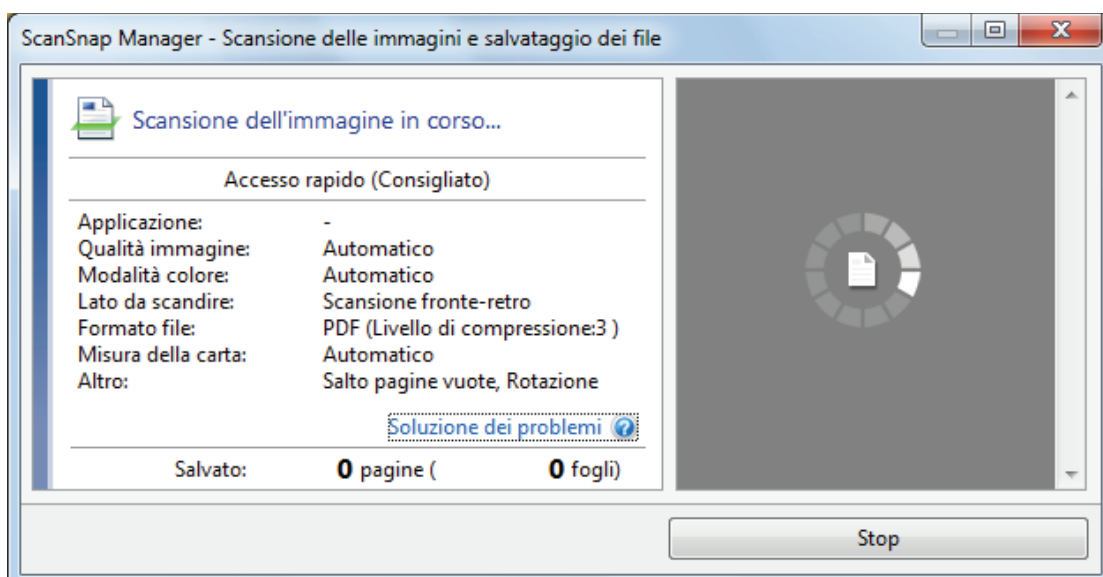 ScanSnap Manager - Scansione delle immagini e salvataggio dei file
Scansione dell'immagine in corso...
Accesso rapido (Consigliato)
Applicazione: -
Qualità immagine: Automatico
Modalità colore: Automatico
Lato da scandire: Scansione fronte-retro
Formato file: PDF (Livello di compressione:3 )
Misura della carta: Automatico
Altro: Salto pagine vuote, Rotazione
Soluzione dei problemi ?
Salvato: 0 pagine ( 0 fogli)
Stop